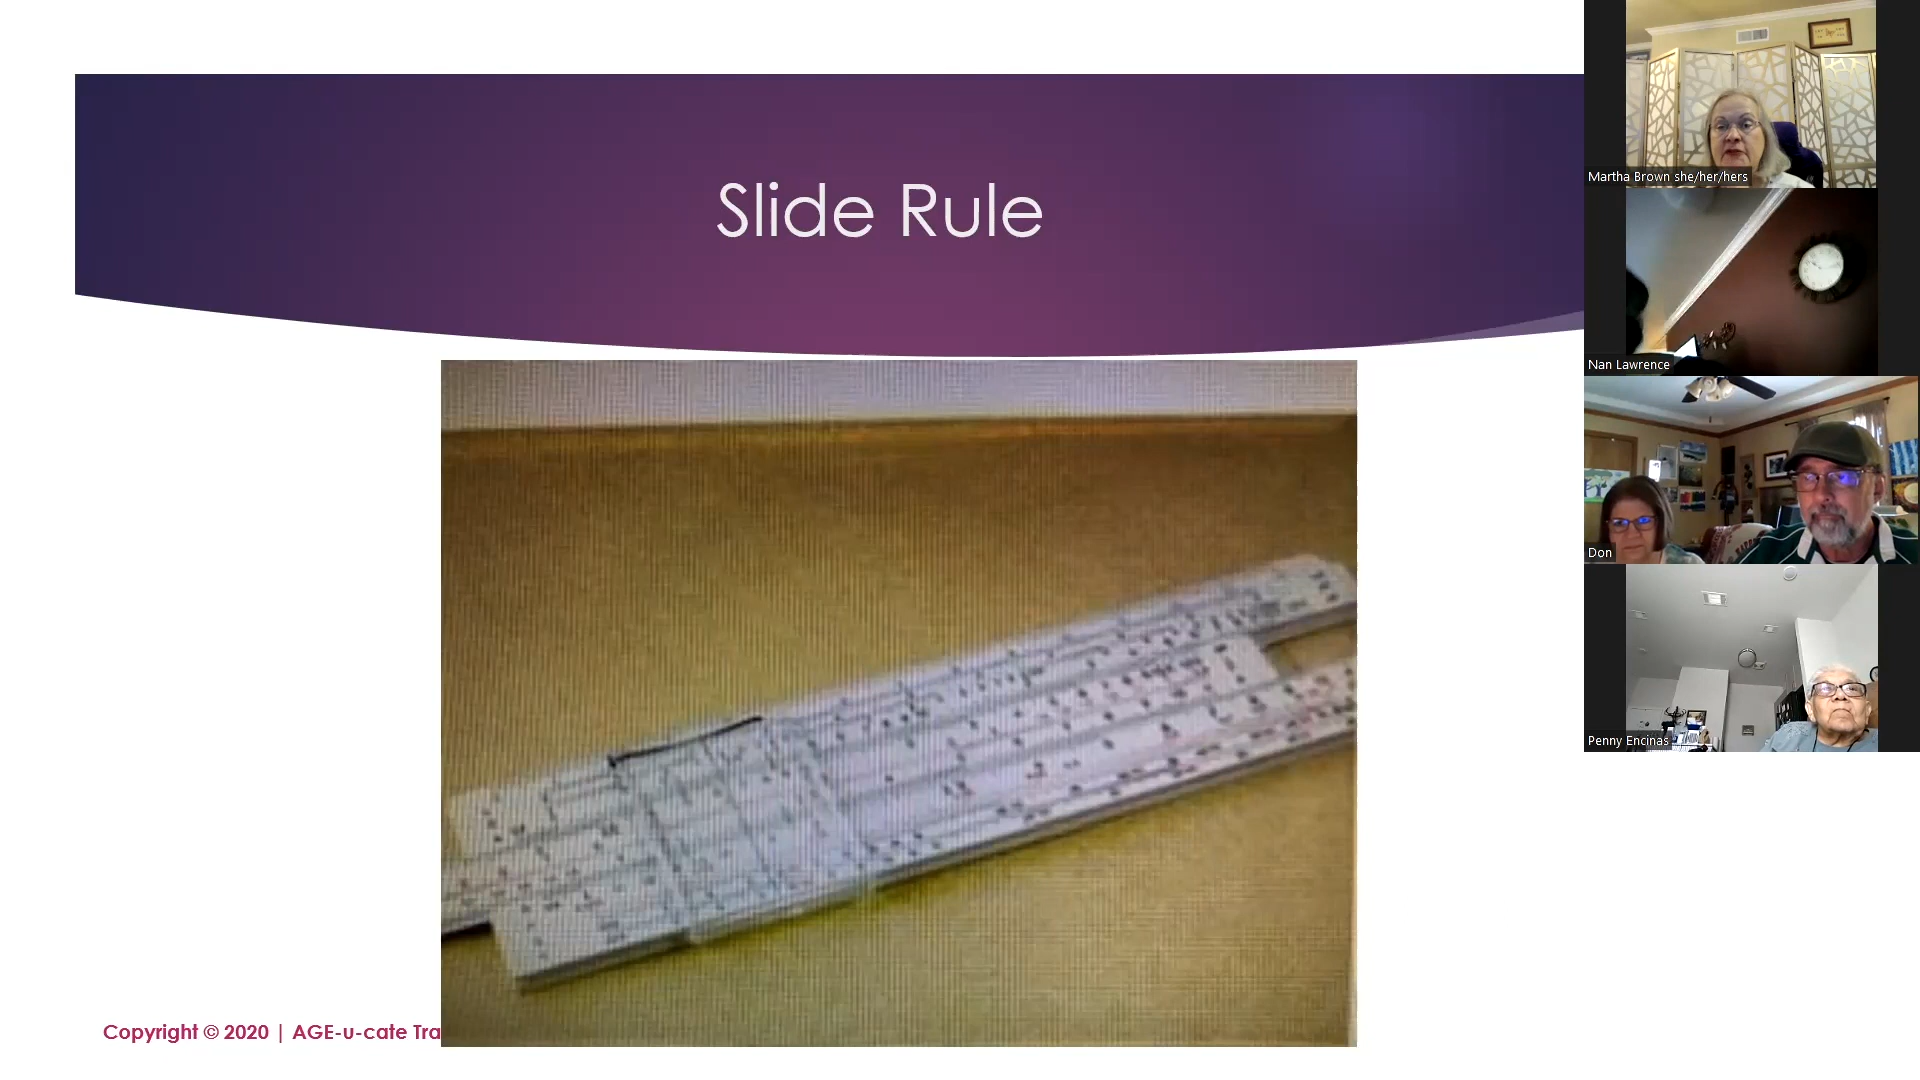 Slide Rule
Copyright © 2020 | AGE-u-cate Tra
Martha Brown she/her/hers
Nan Lawrence
Don
Penny Encinas